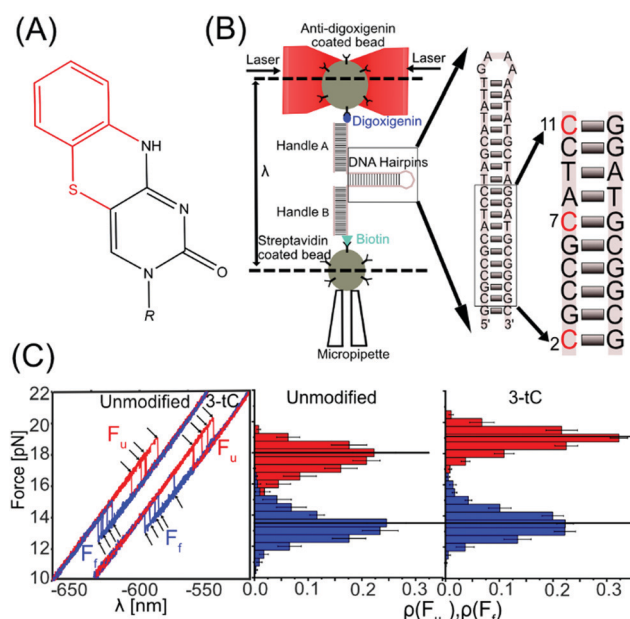 (A)
NH
S
N
N
O
R
(B)
Anti-digoxigenin
coated bead
Laser
Laser
Digoxigenin
λ
Handle A
DNA Hairpins
Handle B
Biotin
Streptavidin
coated bead
Micropipette
G A A A
5' 3'
11 C G
C G
T A
A T
7 C G
G C
C G
C G
G C
2 C G
(C)
22
20
18
16
14
12
10
Force [pN]
Unmodified 3-tC
Fu
Fu
Ff
Ff
-650 -600 -550
λ [nm]
Unmodified
0.0 0.1 0.2 0.3
3-tC
0.0 0.1 0.2 0.3
ρ(Fu),ρ(Ff)